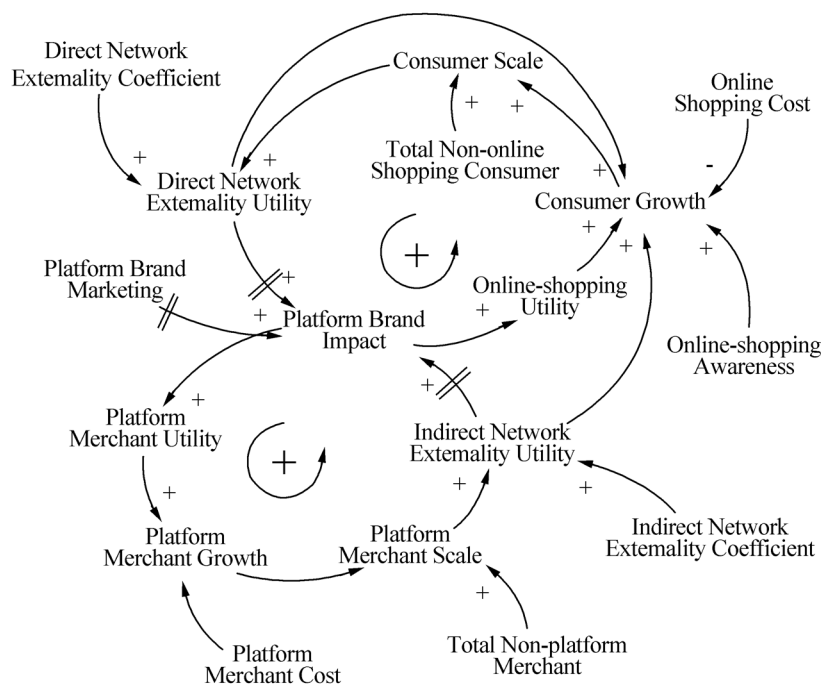 Direct Network
Extemality Coefficient
Consumer Scale
Online
Shopping Cost
+
+
Total Non-online
Shopping Consumer
+
+
-
Direct Network
Extemality Utility
+
Consumer Growth
+
+
+
+
Platform Brand
Marketing
+
Online-shopping
Utility
+
+
Platform Brand
Impact
Online-shopping
Awareness
+
+
Platform
Merchant Utility
Indirect Network
Extemality Utility
+
+
+
+
Platform
Merchant Growth
Platform
Merchant Scale
Indirect Network
Extemality Coefficient
+
Platform
Merchant Cost
Total Non-platform
Merchant